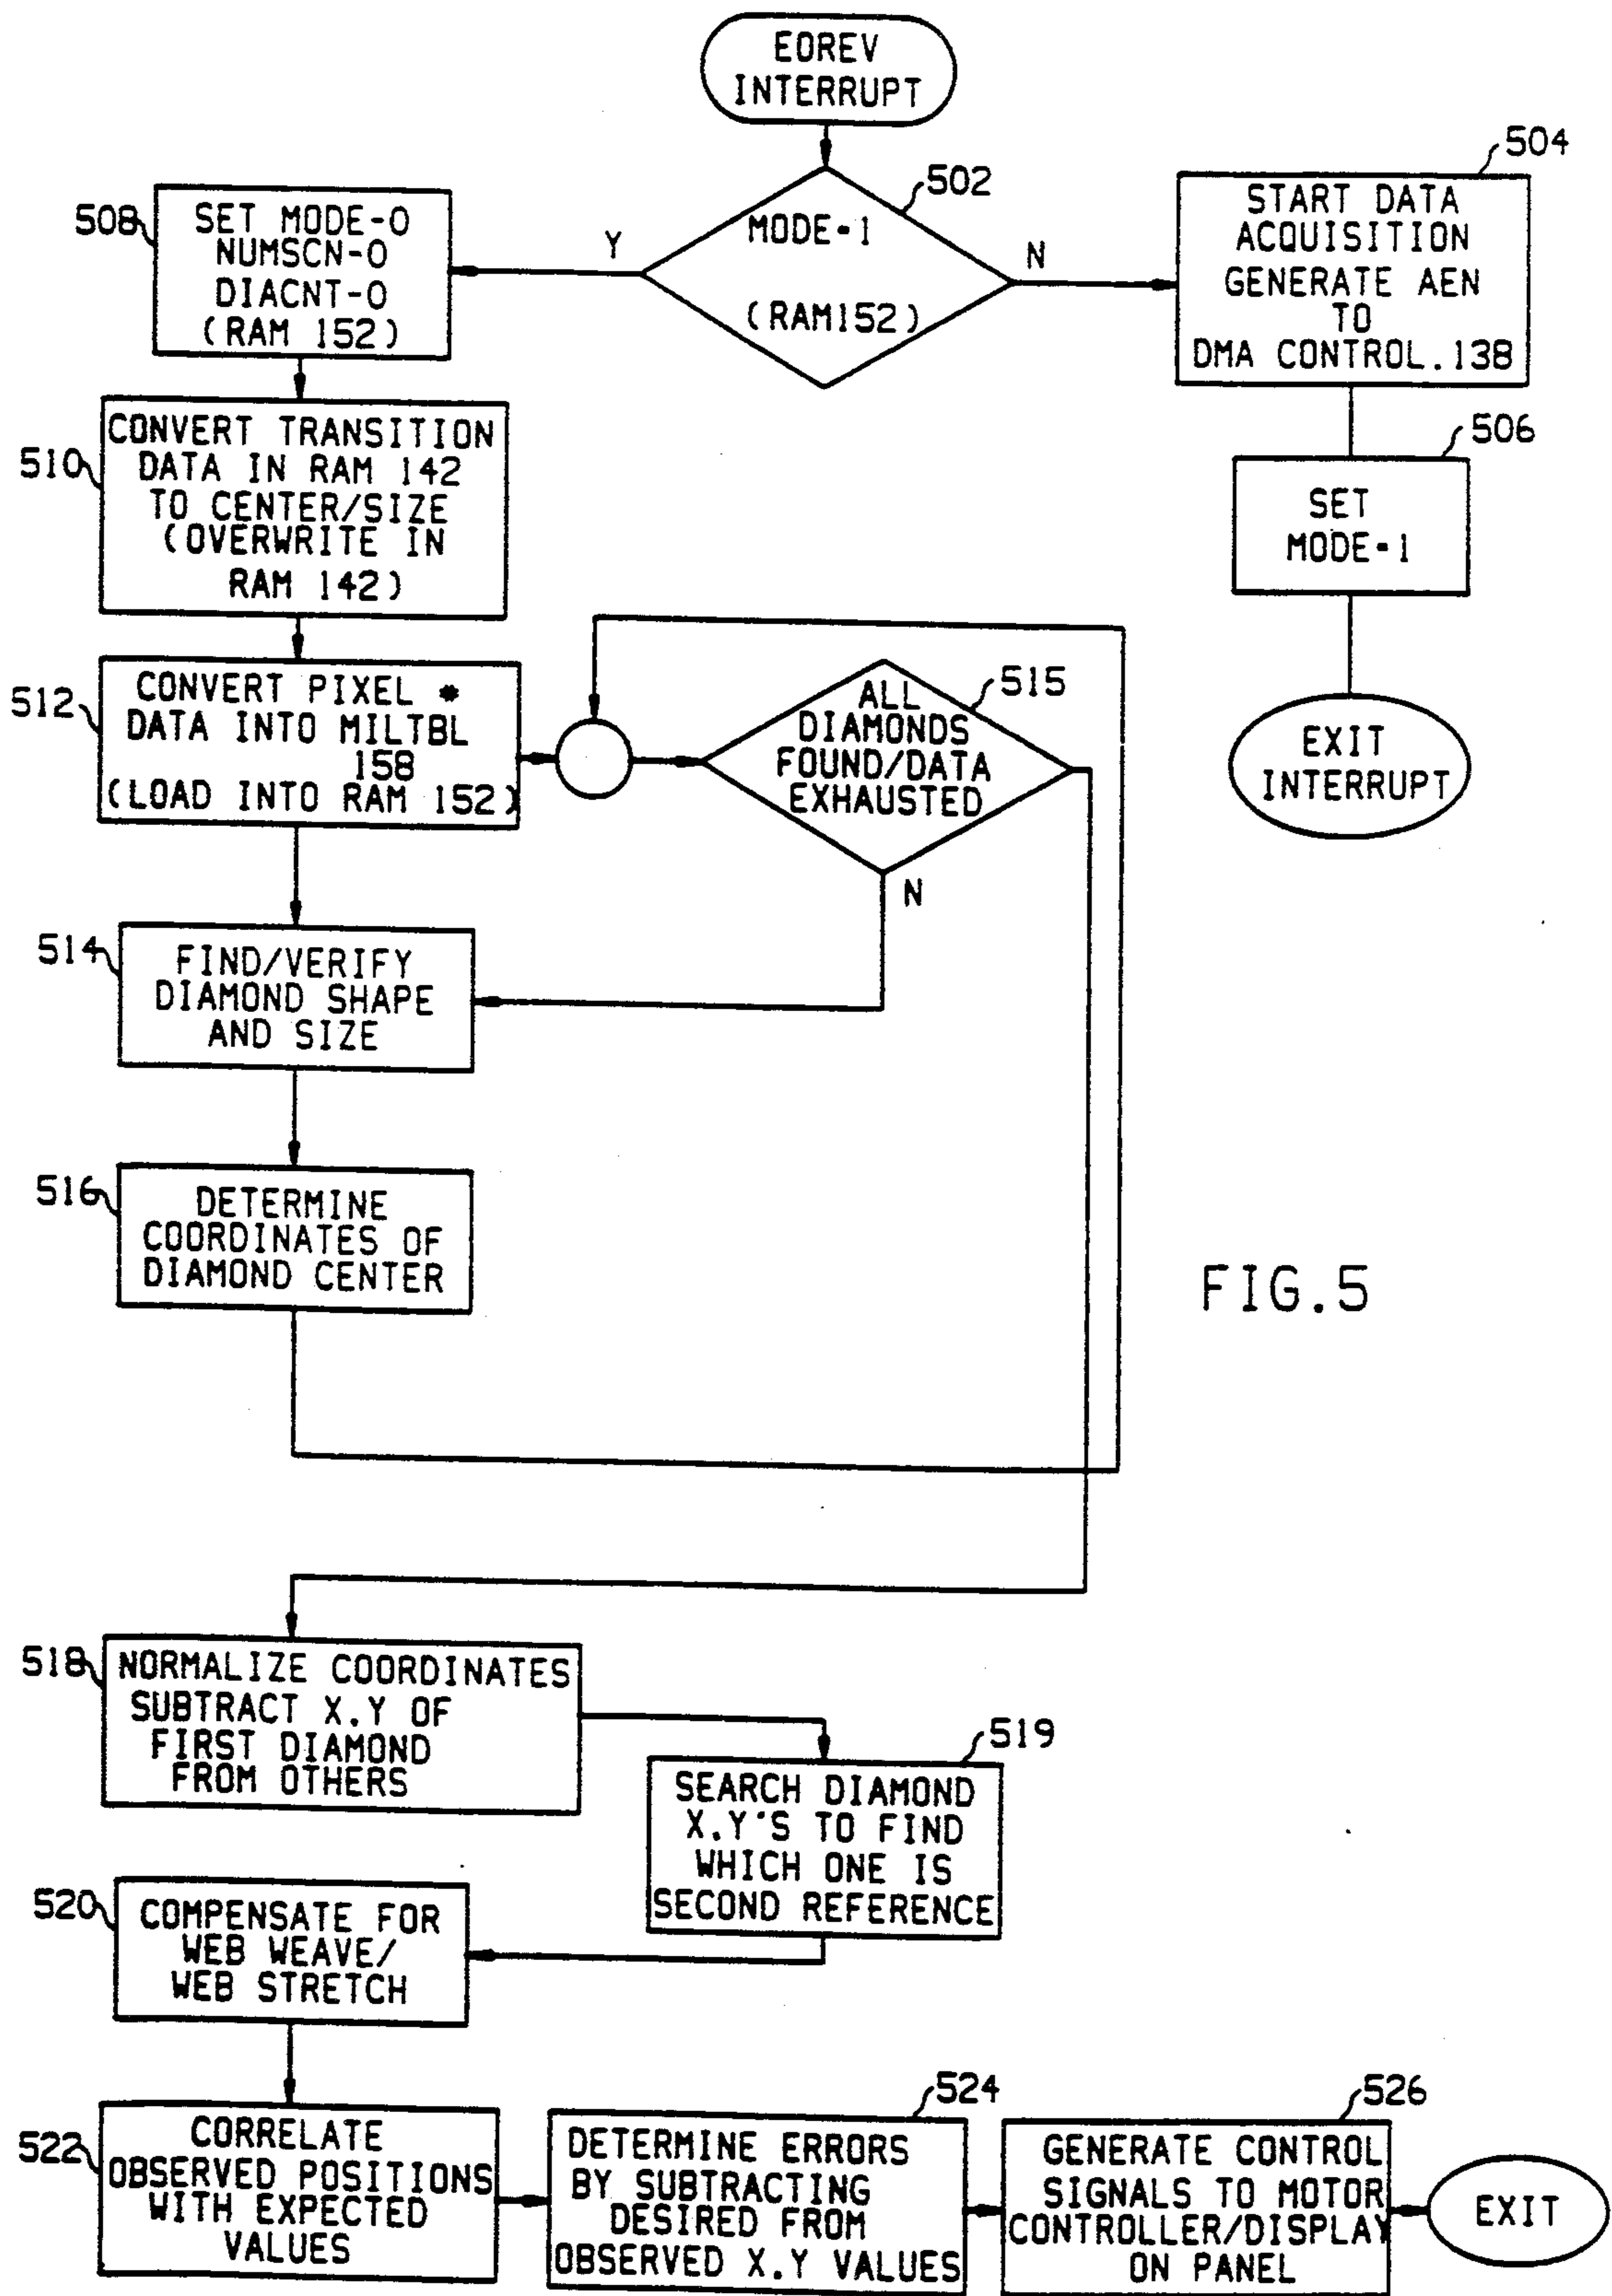 EOREV
INTERRUPT
502
MODE=1
(RAM152)
Y
N
504
START DATA
ACQUISITION
GENERATE AEN
TO
DMA CONTROL.138
506
SET
MODE=1
EXIT
INTERRUPT
508
SET MODE-0
NUMSCN-0
DIACNT-0
(RAM 152)
510
CONVERT TRANSITION
DATA IN RAM 142
TO CENTER/SIZE
(OVERWRITE IN
RAM 142)
512
CONVERT PIXEL *
DATA INTO MILTBL
158
(LOAD INTO RAM 152)
515
ALL
DIAMONDS
FOUND/DATA
EXHAUSTED
N
514
FIND/VERIFY
DIAMOND SHAPE
AND SIZE
516
DETERMINE
COORDINATES OF
DIAMOND CENTER
FIG.5
518
NORMALIZE COORDINATES
SUBTRACT X.Y OF
FIRST DIAMOND
FROM OTHERS
519
SEARCH DIAMOND
X.Y'S TO FIND
WHICH ONE IS
SECOND REFERENCE
520
COMPENSATE FOR
WEB WEAVE/
WEB STRETCH
522
CORRELATE
OBSERVED POSITIONS
WITH EXPECTED
VALUES
524
DETERMINE ERRORS
BY SUBTRACTING
DESIRED FROM
OBSERVED X.Y VALUES
526
GENERATE CONTROL
SIGNALS TO MOTOR
CONTROLLER/DISPLAY
ON PANEL
EXIT